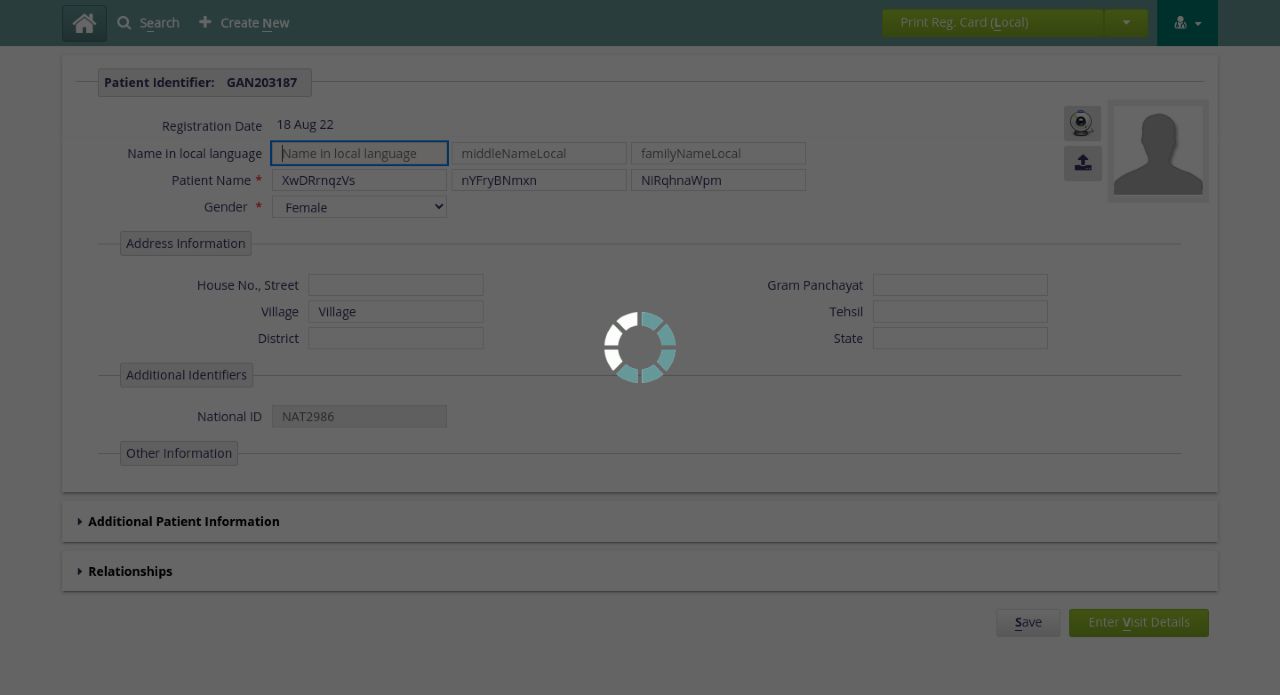 Search Create New Print Reg. Card (Local)
Patient Identifier: GAN203187
Registration Date 18 Aug 22
Name in local language Name in local language middleNameLocal familyNameLocal
Patient Name * XwDRrnqzVs nYFryBNmxn NiRqhnaWpm
Gender * Female
Address Information
House No., Street Gram Panchayat
Village Village Tehsil
District State
Additional Identifiers
National ID NAT2986
Other Information
Additional Patient Information
Relationships
Save Enter Visit Details